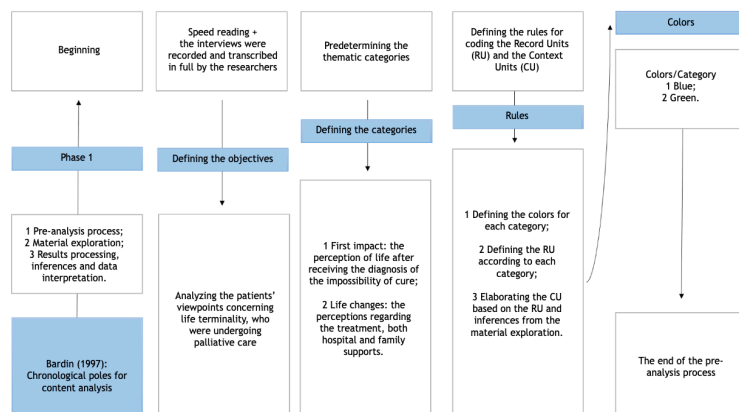 Beginning
Phase 1
1 Pre-analysis process;
2 Material exploration;
3 Results processing,
inferences and data
interpretation.
Bardin (1997):
Chronological poles for
content analysis
Speed reading +
the interviews were
recorded and transcribed
in full by the researchers
Defining the objectives
Analyzing the patients’
viewpoints concerning
life terminality, who
were undergoing
palliative care
Predetermining the
thematic categories
Defining the categories
1 First impact: the
perception of life after
receiving the diagnosis of
the impossibility of cure;
2 Life changes: the
perceptions regarding
the treatment, both
hospital and family
supports.
Defining the rules for
coding the Record Units
(RU) and the Context
Units (CU)
Rules
1 Defining the colors for
each category;
2 Defining the RU
according to each
category;
3 Elaborating the CU
based on the RU and
inferences from the
material exploration.
Colors
Colors/Category
1 Blue;
2 Green.
The end of the pre-
analysis process